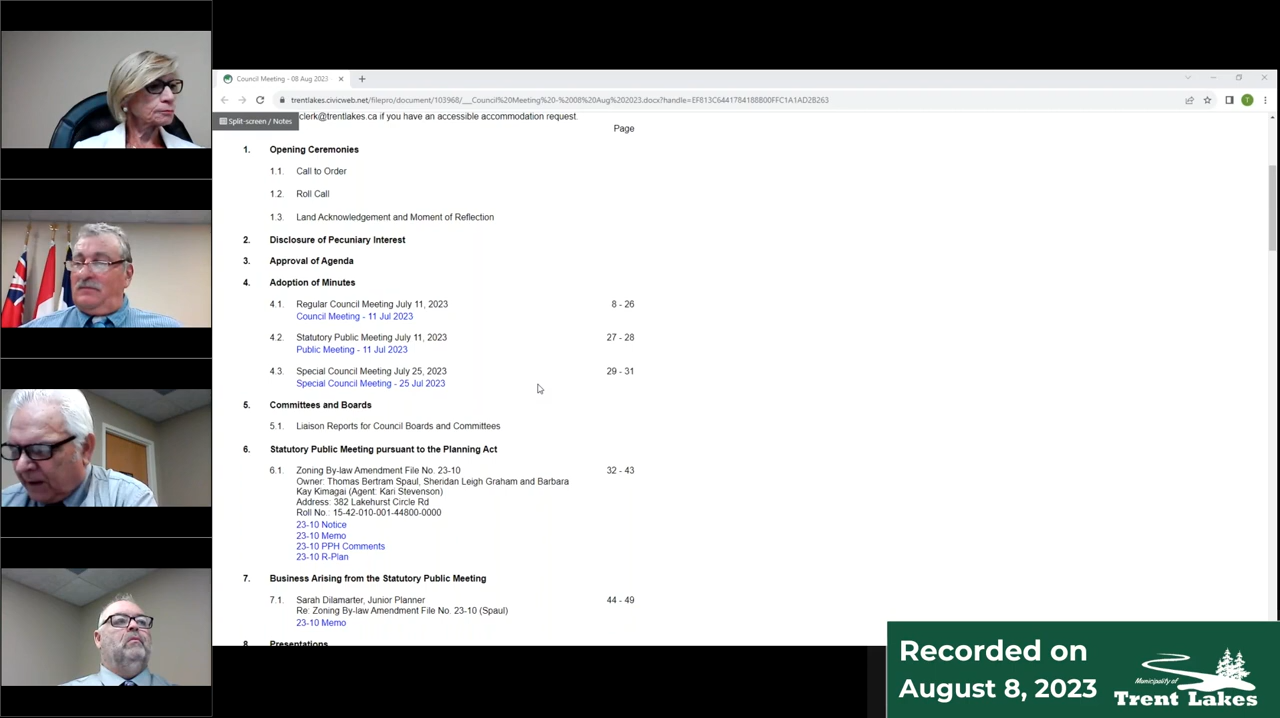 Council Meeting - 08 Aug 2023
trentlakes.civicweb.net/filepro/document/103968/__Council%20Meeting%20-%2008%20Aug%202023.docx?handle=EF813C6441784188B00FFC1A1AD2B263
T
Split-screen / Notes
clerk@trentlakes.ca if you have an accessible accommodation request.
Page
1. Opening Ceremonies
1.1. Call to Order
1.2. Roll Call
1.3. Land Acknowledgement and Moment of Reflection
2. Disclosure of Pecuniary Interest
3. Approval of Agenda
4. Adoption of Minutes
4.1. Regular Council Meeting July 11, 2023 8 - 26
Council Meeting - 11 Jul 2023
4.2. Statutory Public Meeting July 11, 2023 27 - 28
Public Meeting - 11 Jul 2023
4.3. Special Council Meeting July 25, 2023 29 - 31
Special Council Meeting - 25 Jul 2023
5. Committees and Boards
5.1. Liaison Reports for Council Boards and Committees
6. Statutory Public Meeting pursuant to the Planning Act
6.1. Zoning By-law Amendment File No. 23-10 32 - 43
Owner: Thomas Bertram Spaul, Sheridan Leigh Graham and Barbara
Kay Kimagai (Agent: Kari Stevenson)
Address: 382 Lakehurst Circle Rd
Roll No.: 15-42-010-001-44800-0000
23-10 Notice
23-10 Memo
23-10 PPH Comments
23-10 R-Plan
7. Business Arising from the Statutory Public Meeting
7.1. Sarah Dilamarter, Junior Planner 44 - 49
Re: Zoning By-law Amendment File No. 23-10 (Spaul)
23-10 Memo
8. Presentations
Recorded on
August 8, 2023
Municipality of
Trent Lakes